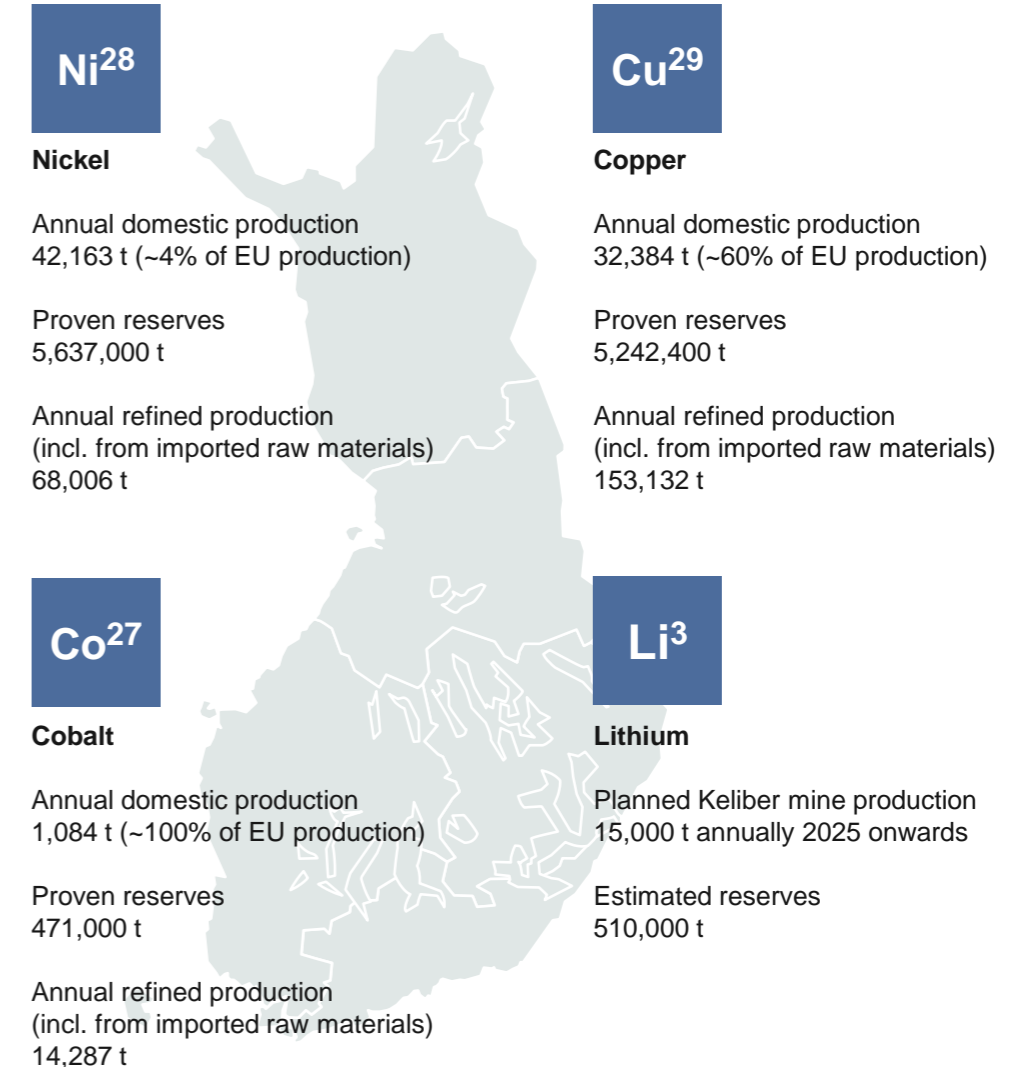 Ni28
Nickel
Annual domestic production
42,163 t (~4% of EU production)
Proven reserves
5,637,000 t
Annual refined production
(incl. from imported raw materials)
68,006 t
Cu29
Copper
Annual domestic production
32,384 t (~60% of EU production)
Proven reserves
5,242,400 t
Annual refined production
(incl. from imported raw materials)
153,132 t
Co27
Cobalt
Annual domestic production
1,084 t (~100% of EU production)
Proven reserves
471,000 t
Annual refined production
(incl. from imported raw materials)
14,287 t
Li3
Lithium
Planned Keliber mine production
15,000 t annually 2025 onwards
Estimated reserves
510,000 t